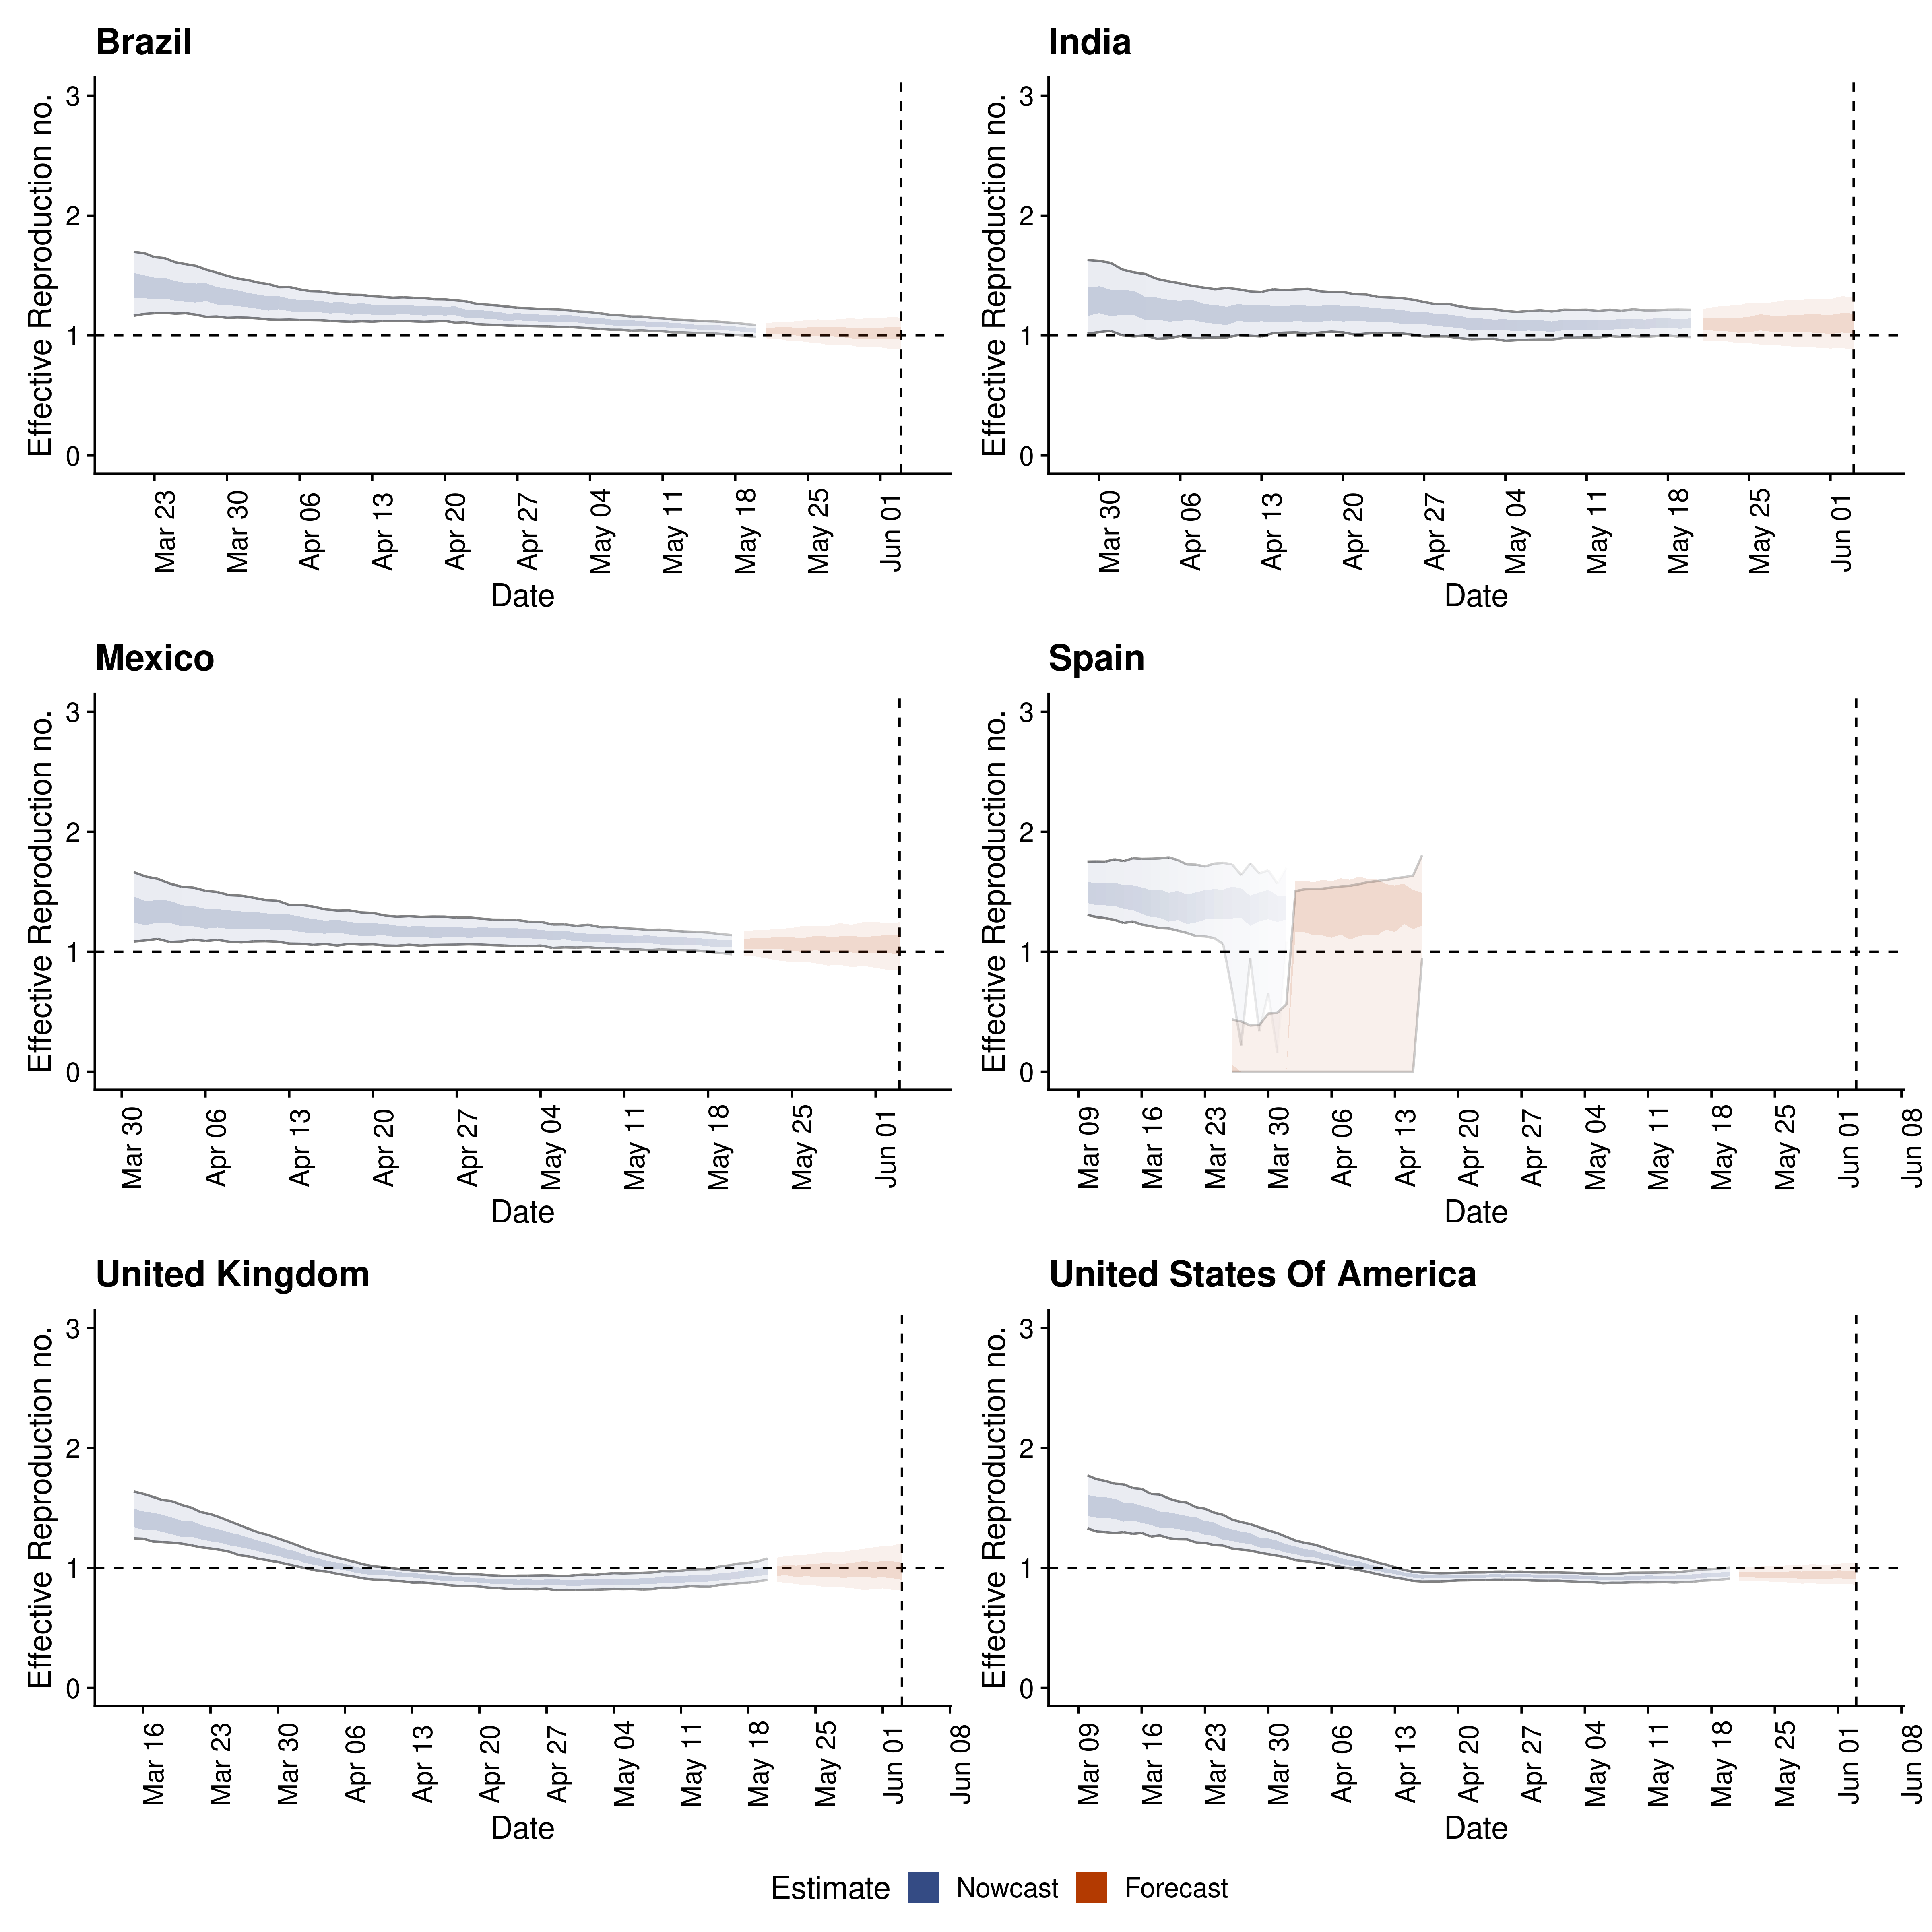 Brazil
Effective Reproduction no.
3
2
1
0
Mar 23
Mar 30
Apr 06
Apr 13
Apr 20
Apr 27
May 04
May 11
May 18
May 25
Jun 01
Date
India
Effective Reproduction no.
3
2
1
0
Mar 30
Apr 06
Apr 13
Apr 20
Apr 27
May 04
May 11
May 18
May 25
Jun 01
Date
Mexico
Effective Reproduction no.
3
2
1
0
Mar 30
Apr 06
Apr 13
Apr 20
Apr 27
May 04
May 11
May 18
May 25
Jun 01
Date
Spain
Effective Reproduction no.
3
2
1
0
Mar 09
Mar 16
Mar 23
Mar 30
Apr 06
Apr 13
Apr 20
Apr 27
May 04
May 11
May 18
May 25
Jun 01
Jun 08
Date
United Kingdom
Effective Reproduction no.
3
2
1
0
Mar 16
Mar 23
Mar 30
Apr 06
Apr 13
Apr 20
Apr 27
May 04
May 11
May 18
May 25
Jun 01
Jun 08
Date
United States Of America
Effective Reproduction no.
3
2
1
0
Mar 09
Mar 16
Mar 23
Mar 30
Apr 06
Apr 13
Apr 20
Apr 27
May 04
May 11
May 18
May 25
Jun 01
Jun 08
Date
Estimate Nowcast Forecast